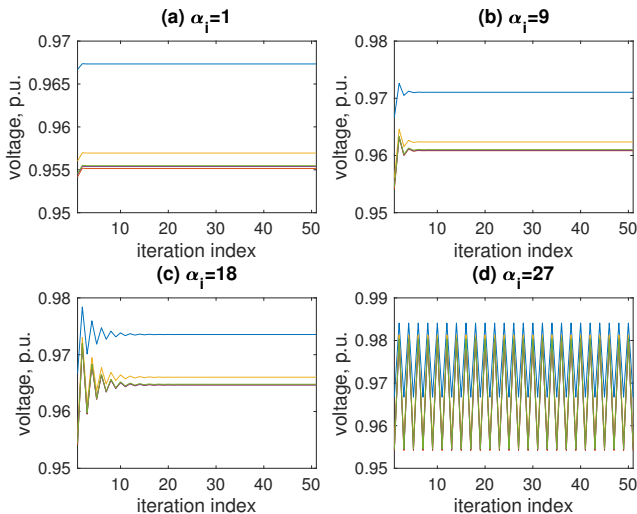 (a) α_i=1
voltage, p.u.
0.97
0.965
0.96
0.955
0.95
10 20 30 40 50
iteration index
(b) α_i=9
voltage, p.u.
0.98
0.97
0.96
0.95
10 20 30 40 50
iteration index
(c) α_i=18
voltage, p.u.
0.98
0.97
0.96
0.95
10 20 30 40 50
iteration index
(d) α_i=27
voltage, p.u.
0.99
0.98
0.97
0.96
0.95
10 20 30 40 50
iteration index